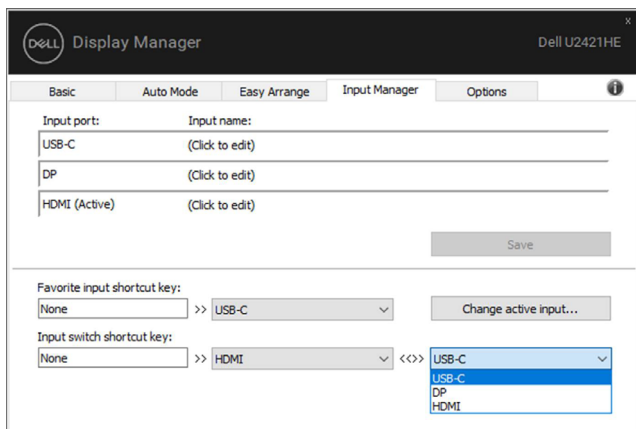 x
DELL Display Manager Dell U2421HE
Basic Auto Mode Easy Arrange Input Manager Options i
Input port: Input name:
USB-C (Click to edit)
DP (Click to edit)
HDMI (Active) (Click to edit)
Save
Favorite input shortcut key:
None >> USB-C Change active input...
Input switch shortcut key:
None >> HDMI <<>> USB-C
USB-C
DP
HDMI